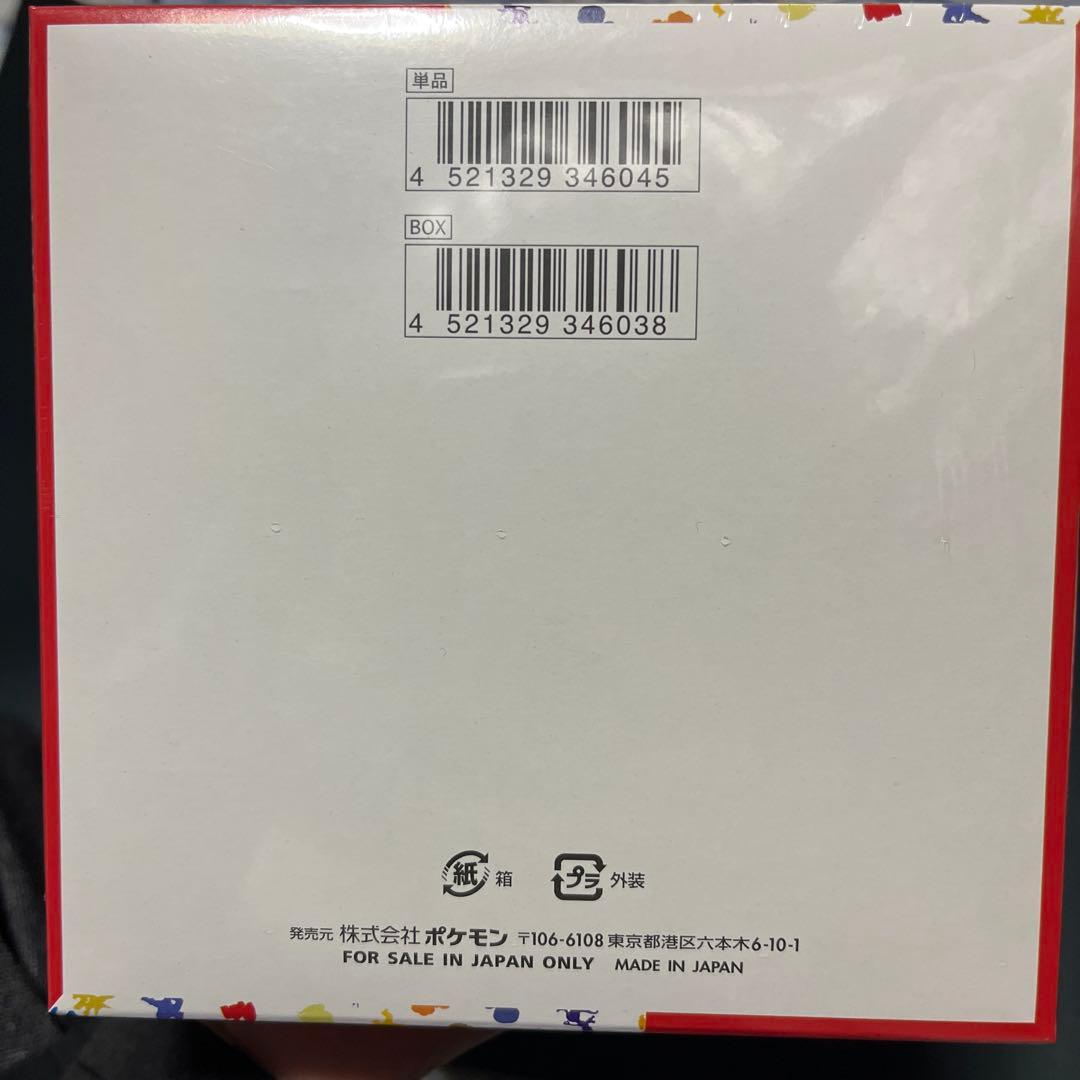 単品
4 521329 346045
BOX
4 521329 346038
紙 箱 プラ 外装
発売元 株式会社ポケモン 〒106-6108 東京都港区六本木6-10-1
FOR SALE IN JAPAN ONLY MADE IN JAPAN